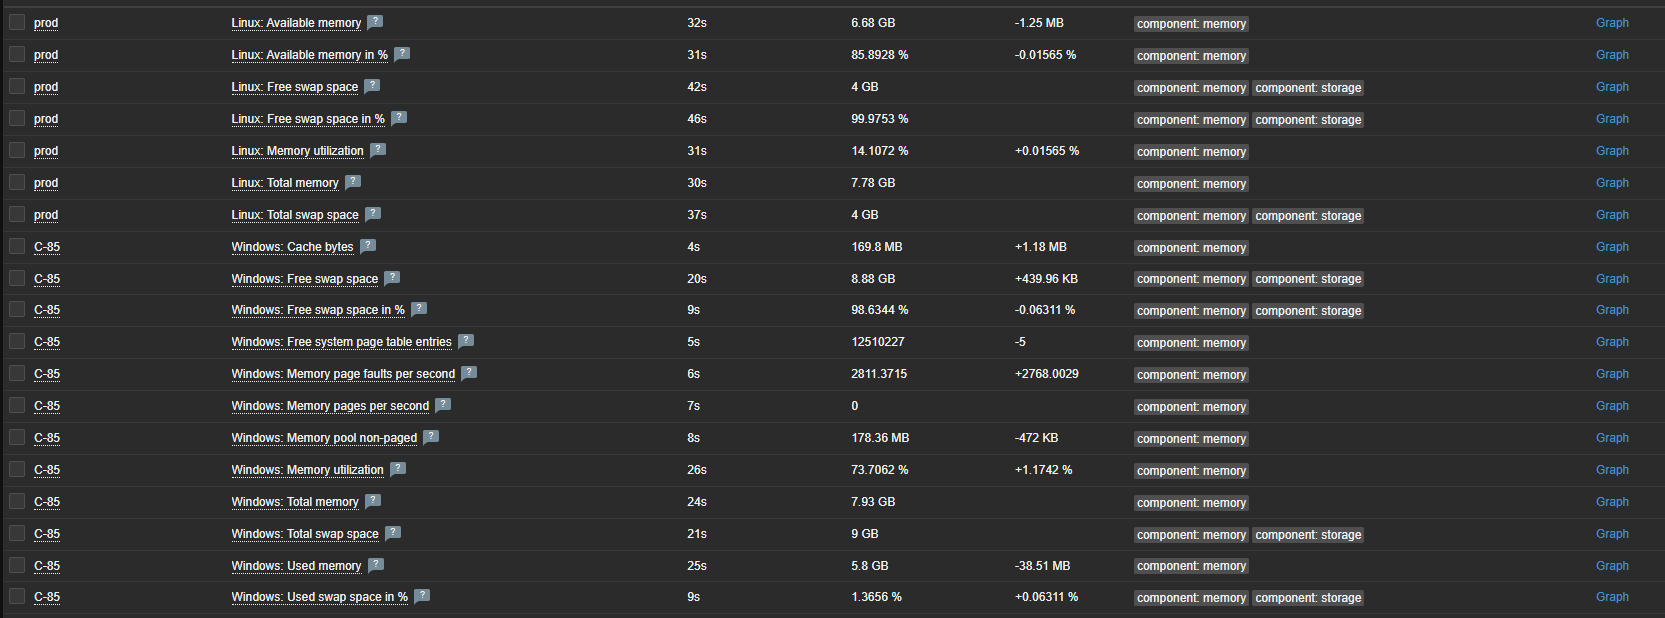 prod Linux: Available memory ? 32s 6.68 GB -1.25 MB component: memory Graph
prod Linux: Available memory in % ? 31s 85.8928 % -0.01565 % component: memory Graph
prod Linux: Free swap space ? 42s 4 GB component: memory component: storage Graph
prod Linux: Free swap space in % ? 46s 99.9753 % component: memory component: storage Graph
prod Linux: Memory utilization ? 31s 14.1072 % +0.01565 % component: memory Graph
prod Linux: Total memory ? 30s 7.78 GB component: memory Graph
prod Linux: Total swap space ? 37s 4 GB component: memory component: storage Graph
C-85 Windows: Cache bytes ? 4s 169.8 MB +1.18 MB component: memory Graph
C-85 Windows: Free swap space ? 20s 8.88 GB +439.96 KB component: memory component: storage Graph
C-85 Windows: Free swap space in % ? 9s 98.6344 % -0.06311 % component: memory component: storage Graph
C-85 Windows: Free system page table entries ? 5s 12510227 -5 component: memory Graph
C-85 Windows: Memory page faults per second ? 6s 2811.3715 +2768.0029 component: memory Graph
C-85 Windows: Memory pages per second ? 7s 0 component: memory Graph
C-85 Windows: Memory pool non-paged ? 8s 178.36 MB -472 KB component: memory Graph
C-85 Windows: Memory utilization ? 26s 73.7062 % +1.1742 % component: memory Graph
C-85 Windows: Total memory ? 24s 7.93 GB component: memory Graph
C-85 Windows: Total swap space ? 21s 9 GB component: memory component: storage Graph
C-85 Windows: Used memory ? 25s 5.8 GB -38.51 MB component: memory Graph
C-85 Windows: Used swap space in % ? 9s 1.3656 % +0.06311 % component: memory component: storage Graph